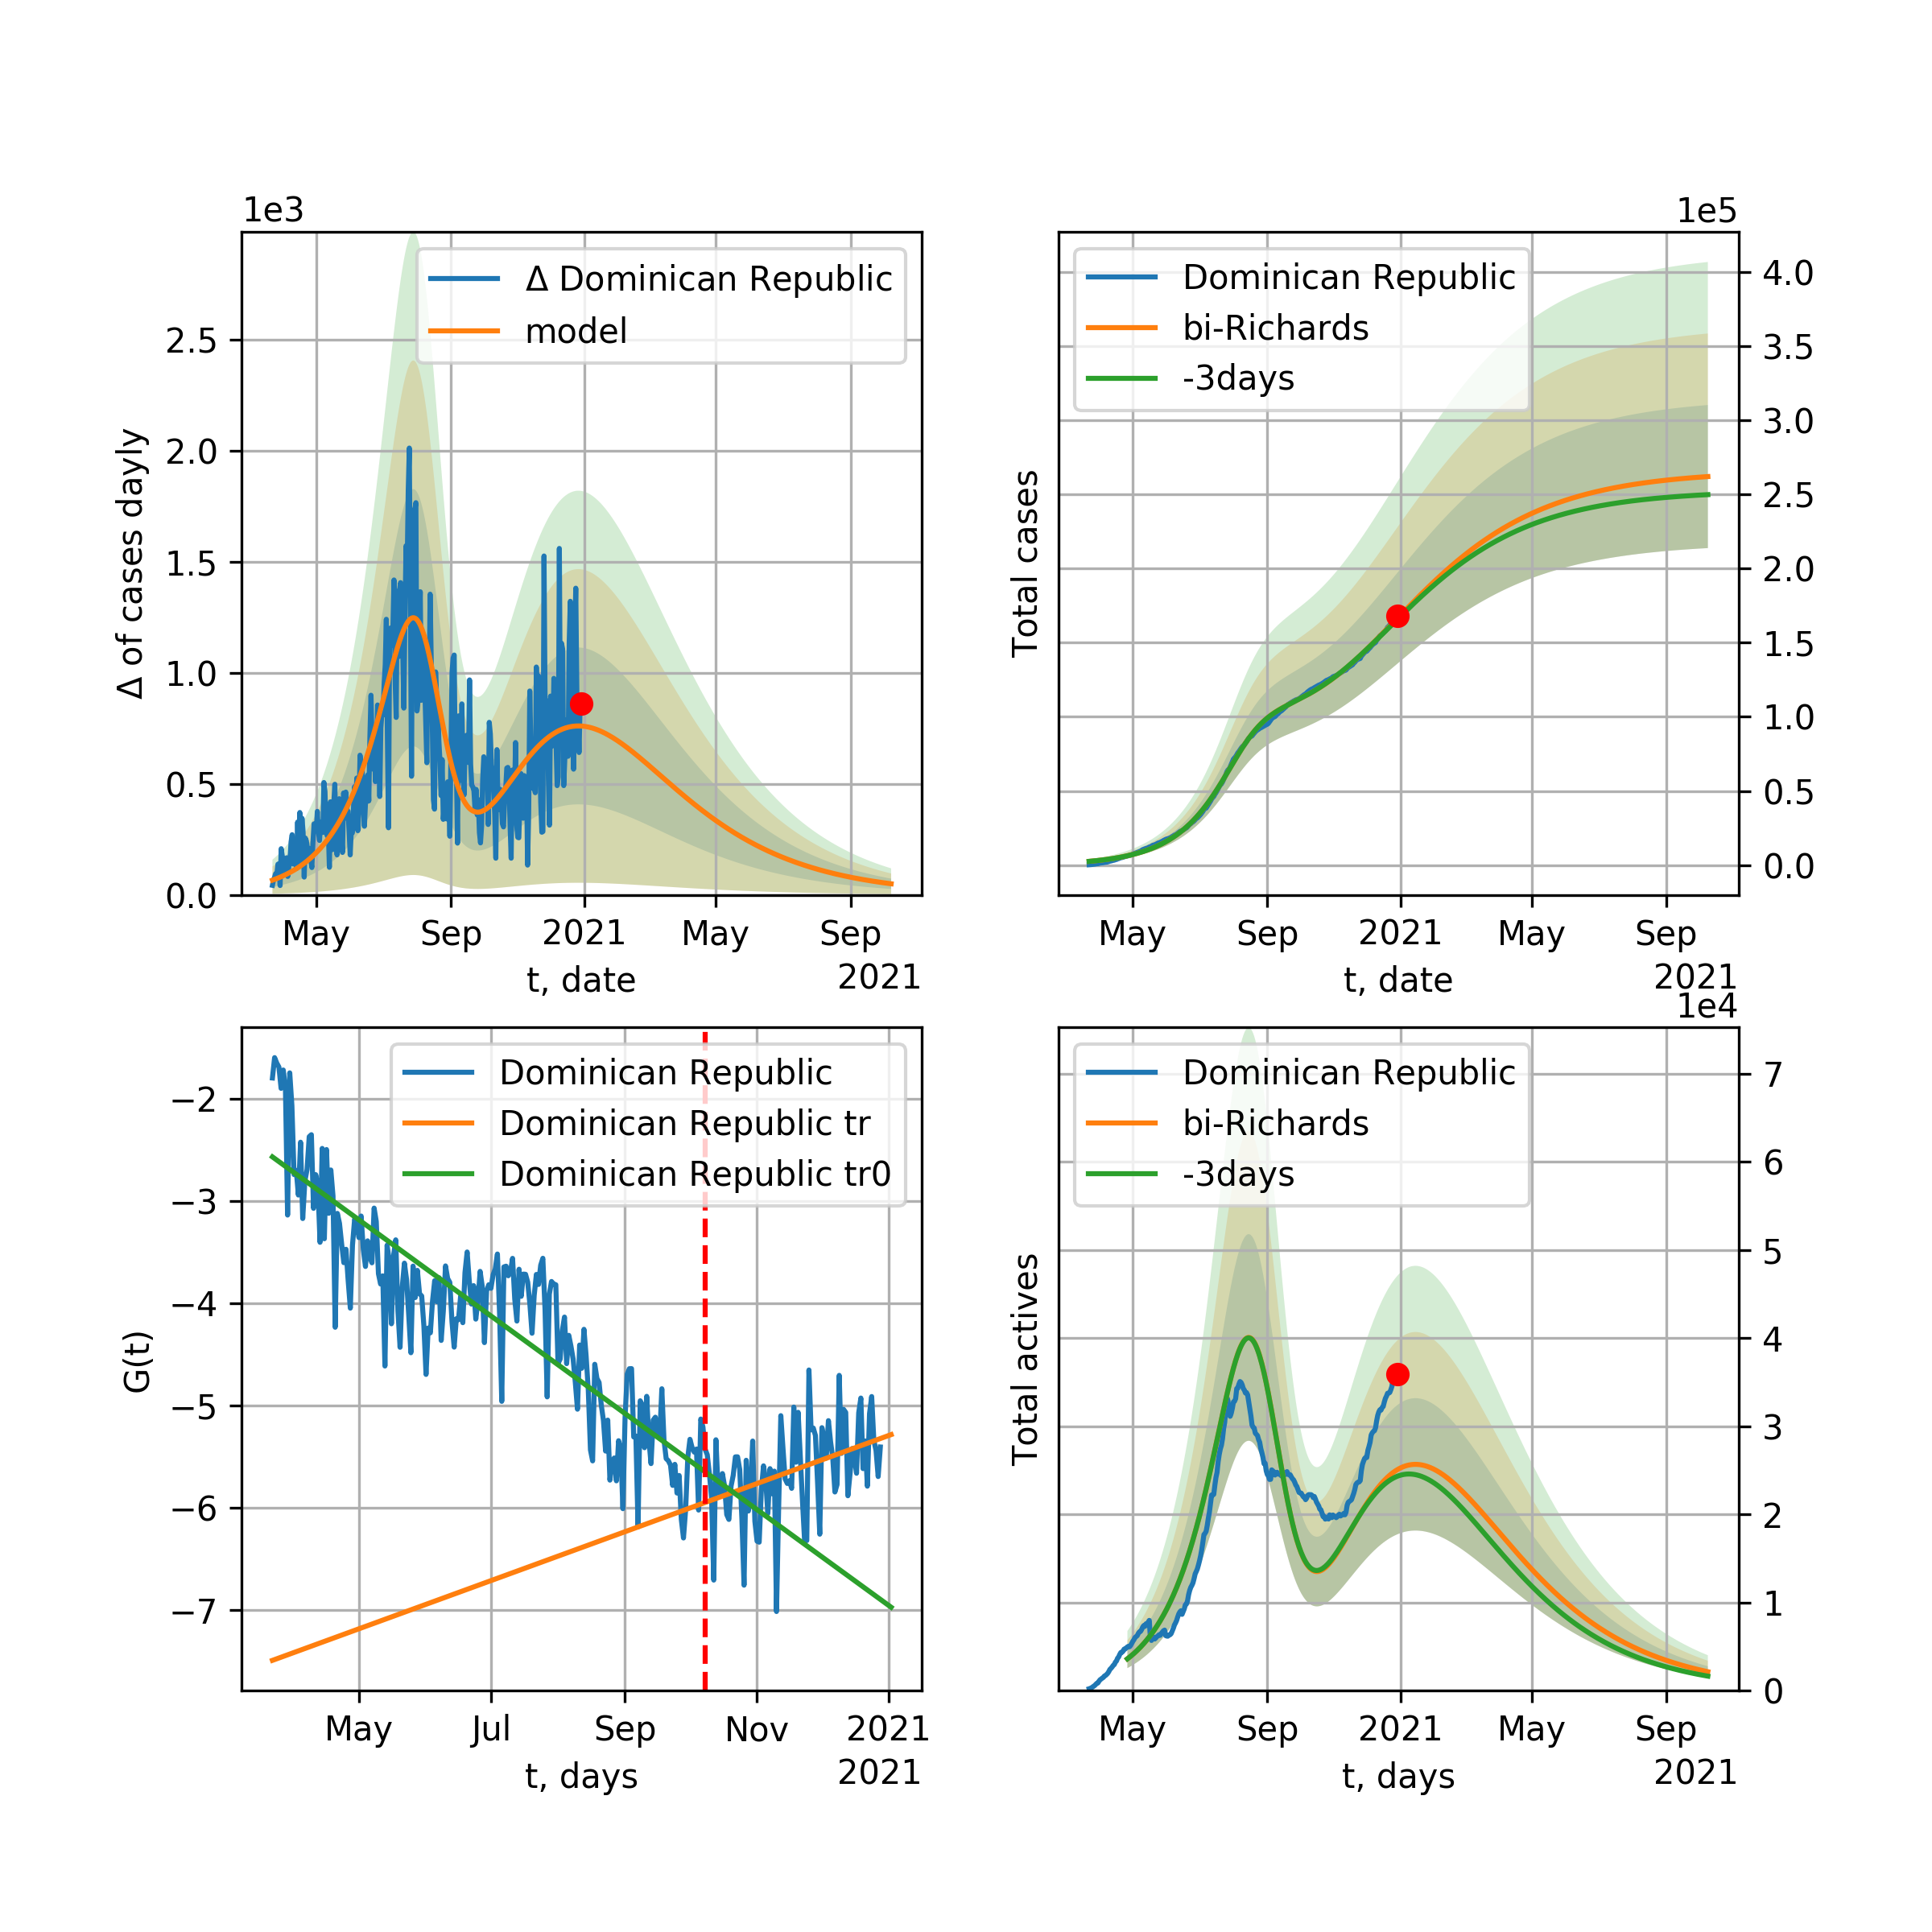 1e3
Δ Dominican Republic
model
2.5
2.0
1.5
1.0
0.5
0.0
Δ of cases dayly
May Sep 2021 May Sep
t, date
2021
1e5
Dominican Republic
bi-Richards
-3days
4.0
3.5
3.0
2.5
2.0
1.5
1.0
0.5
0.0
Total cases
May Sep 2021 May Sep
t, date
2021
Dominican Republic
Dominican Republic tr
Dominican Republic tr0
−2
−3
−4
−5
−6
−7
G(t)
May Jul Sep Nov 2021
t, days
2021
1e4
Dominican Republic
bi-Richards
-3days
7
6
5
4
3
2
1
0
Total actives
May Sep 2021 May Sep
t, days
2021